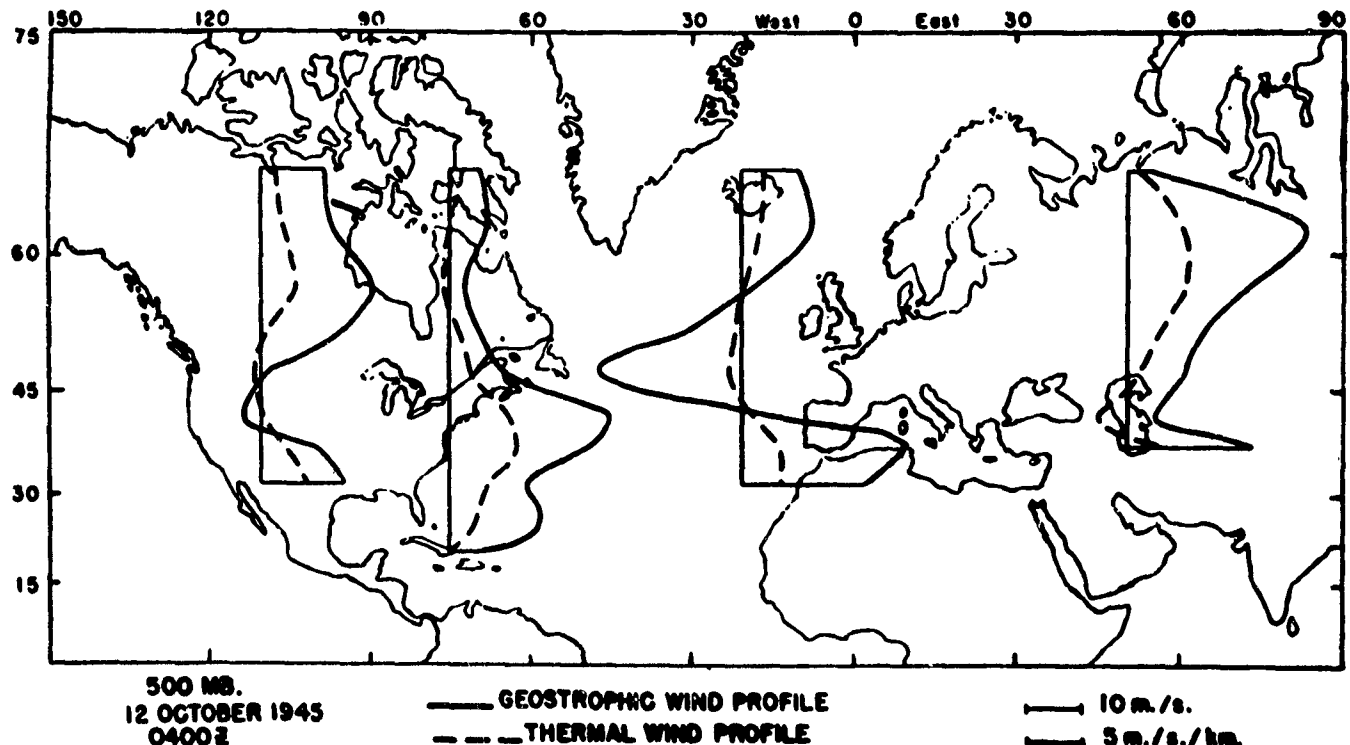 150 120 90 60 30 West 0 East 30 60 90
75
60
45
30
15
500 MB.
12 OCTOBER 1945
0400Z
GEOSTROPHIC WIND PROFILE
THERMAL WIND PROFILE
10 m./s.
5 m./s./km.